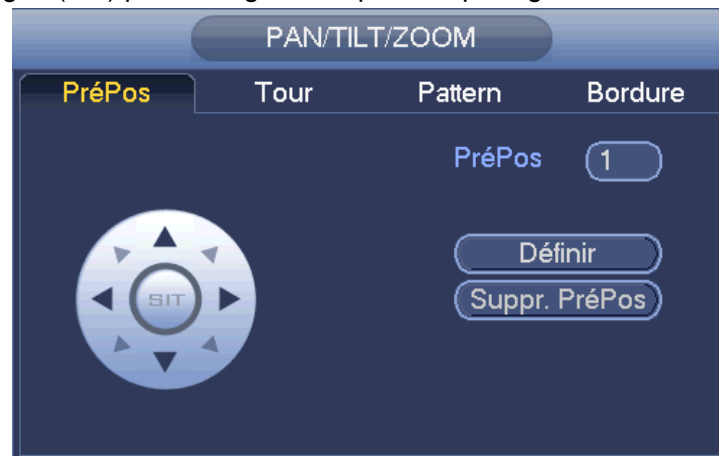 PAN/TILT/ZOOM
PréPos Tour Pattern Bordure
PréPos 1
Définir
SIT
Suppr. PréPos